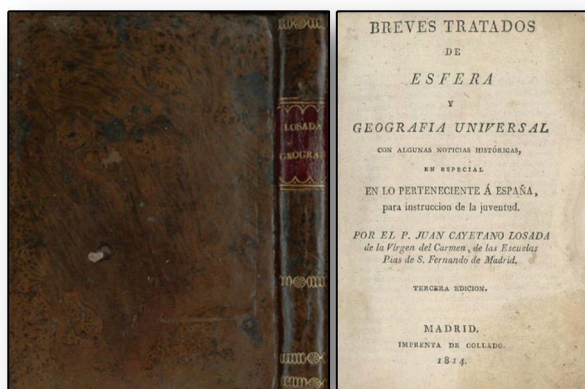 LOSADA
GEOGRAF
BREVES TRATADOS
DE
ESFERA
Y
GEOGRAFIA UNIVERSAL
CON ALGUNAS NOTICIAS HISTÓRICAS,
EN ESPECIAL
EN LO PERTENECIENTE Á ESPAÑA,
para instruccion de la juventud.
POR EL P. JUAN CAYETANO LOSADA
de la Vírgen del Carmen, de las Escuelas
Pias de S. Fernando de Madrid.
TERCERA EDICION.
MADRID.
IMPRENTA DE COLLADO.
1814.